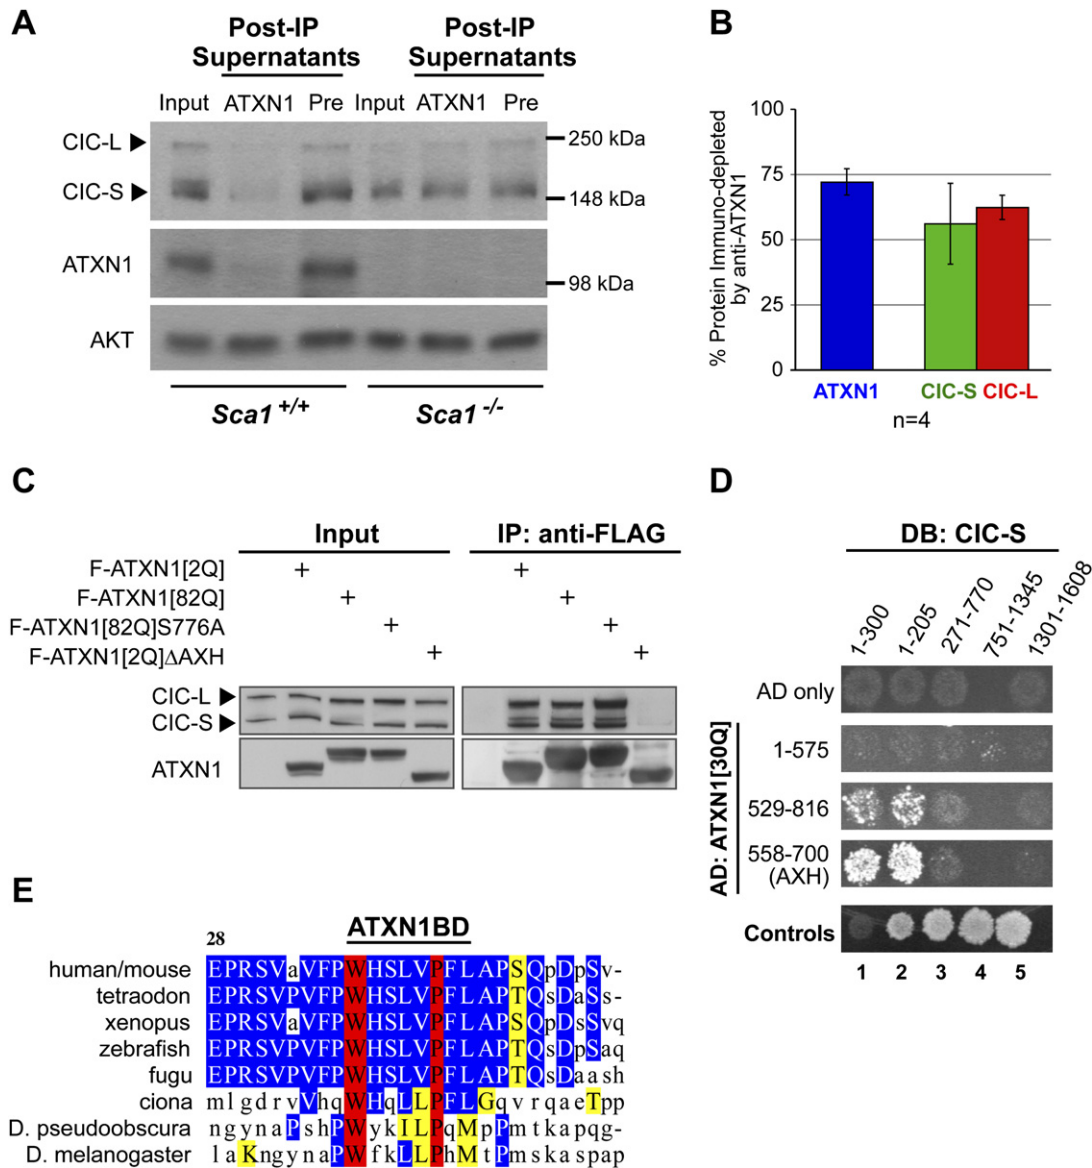 A
Post-IP Supernatants
Post-IP Supernatants
Input ATXN1 Pre Input ATXN1 Pre
CIC-L
250 kDa
CIC-S
148 kDa
ATXN1
98 kDa
AKT
Sca1 +/+
Sca1 -/-
B
% Protein Immuno-depleted by anti-ATXN1
100
75
50
25
0
ATXN1
CIC-S
CIC-L
n=4
C
Input
IP: anti-FLAG
F-ATXN1[2Q] + +
F-ATXN1[82Q] + +
F-ATXN1[82Q]S776A + +
F-ATXN1[2Q]ΔAXH + +
CIC-L
CIC-S
ATXN1
D
DB: CIC-S
1-300
1-205
271-770
751-1345
1301-1608
AD only
AD: ATXN1[30Q]
1-575
529-816
558-700
(AXH)
Controls
1 2 3 4 5
E
ATXN1BD
28
human/mouse EPRSVaVFPWHSLVPFLAPSQpDpSv-
tetraodon EPRSVPVFPWHSLVPFLAPTQsDaSs-
xenopus EPRSVaVFPWHSLVPFLAPSQpDsSvq
zebrafish EPRSVPVFPWHSLVPFLAPTQsDpSaq
fugu EPRSVPVFPWHSLVPFLAPTQsDaash
ciona mlgdrvVhqWHqLLPFLGqvrqaeTpp
D. pseudoobscura ngynaPshPWykILPqMpPmtkapqg-
D. melanogaster laKngynaPWfkLLPhMtPmskaspap